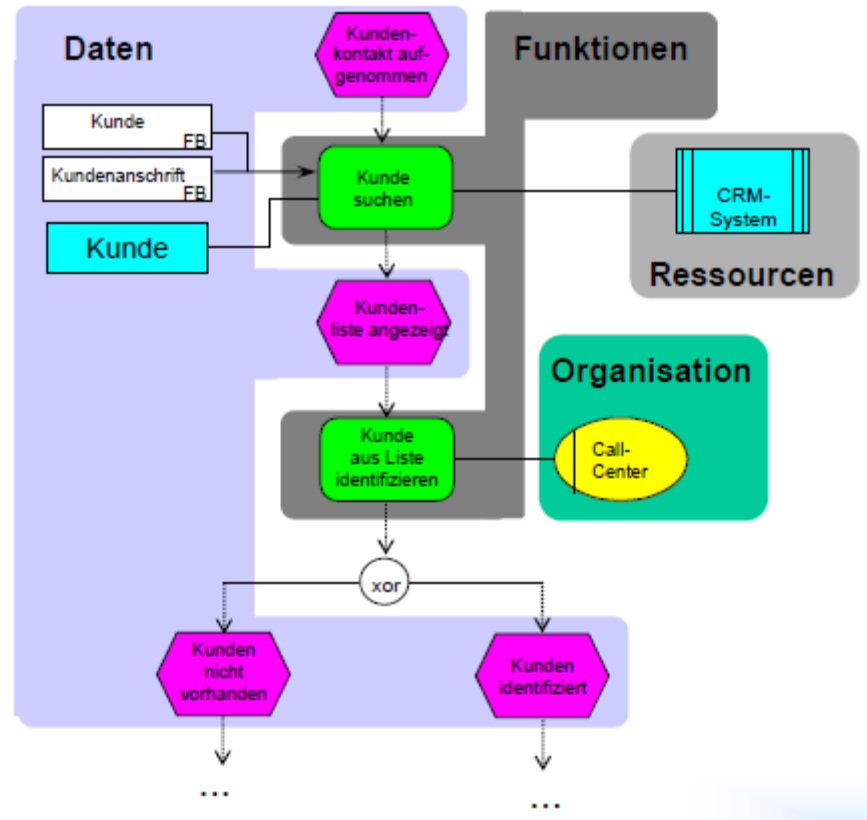 Daten
Kunden-
kontakt auf-
genommen
Funktionen
Kunde
FB
Kundenanschrift
FB
Kunde
Kunde
suchen
CRM-
System
Ressourcen
Kunden-
liste angezeigt
Organisation
Kunde
aus Liste
identifizieren
Call-
Center
xor
Kunden
nicht
vorhanden
Kunden
identifiziert
...
...